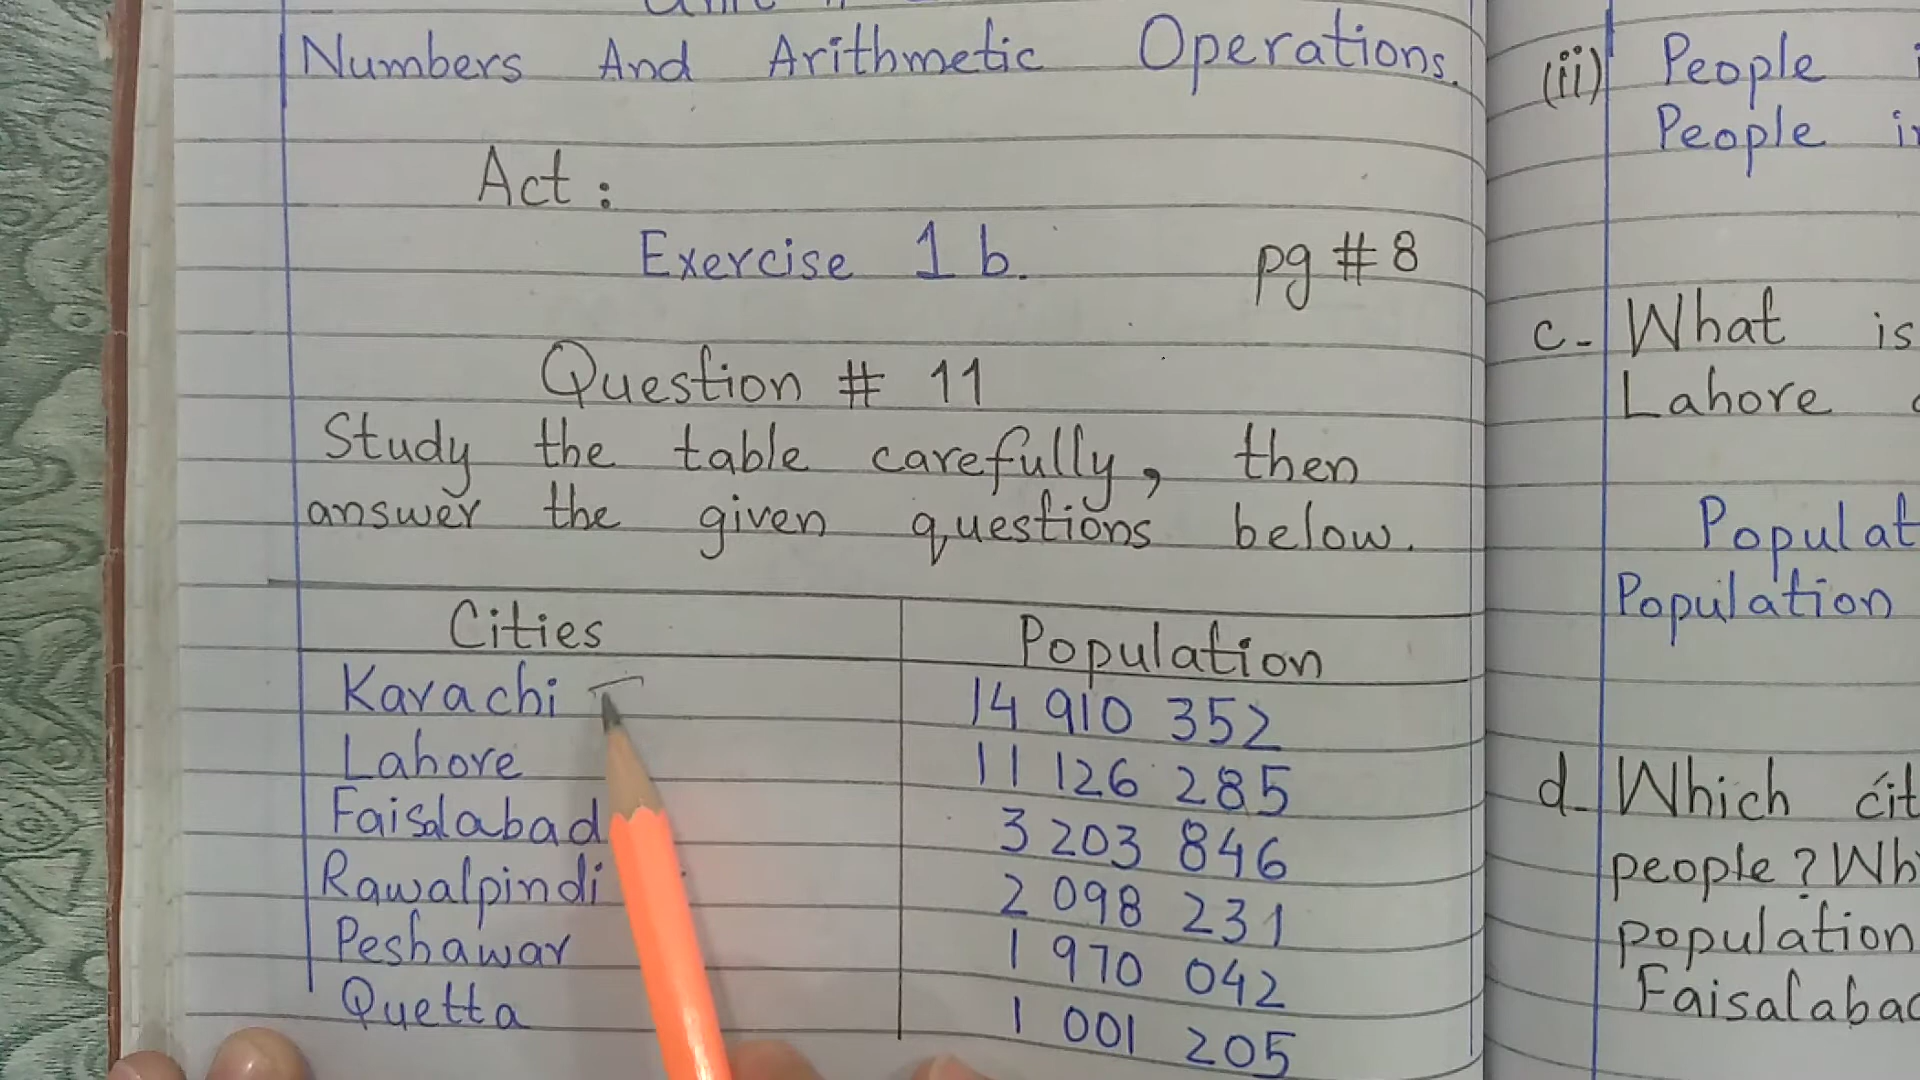 Numbers And Arithmetic Operations.
Act :
Exercise 1 b. pg # 8
Question # 11
Study the table carefully, then
answer the given questions below.
Cities Population
Karachi 14 910 352
Lahore 11 126 285
Faisalabad 3 203 846
Rawalpindi 2 098 231
Peshawar 1 970 042
Quetta 1 001 205
(ii) People
People
c- What is
Lahore
Population
d- Which
people?
population